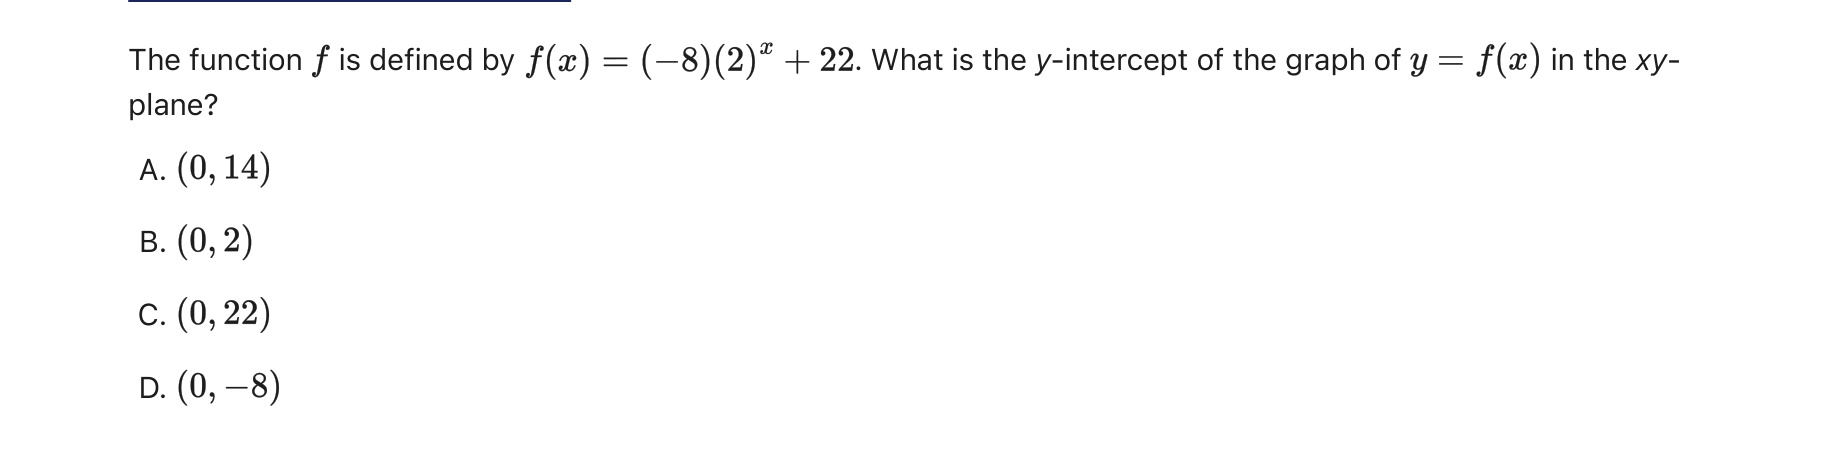 The function f is defined by f(x) = (−8)(2)ˣ + 22. What is the y-intercept of the graph of y = f(x) in the xy-
plane?
A. (0, 14)
B. (0, 2)
C. (0, 22)
D. (0, −8)